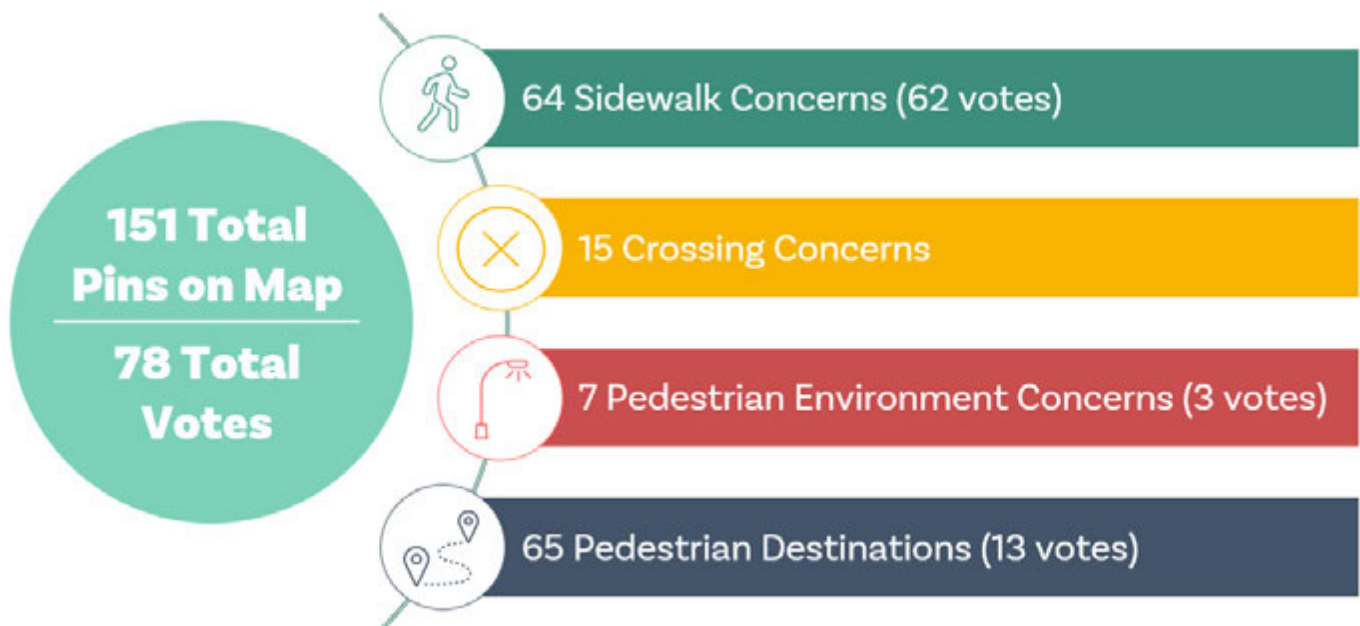 151 Total
Pins on Map
78 Total
Votes
64 Sidewalk Concerns (62 votes)
15 Crossing Concerns
7 Pedestrian Environment Concerns (3 votes)
65 Pedestrian Destinations (13 votes)